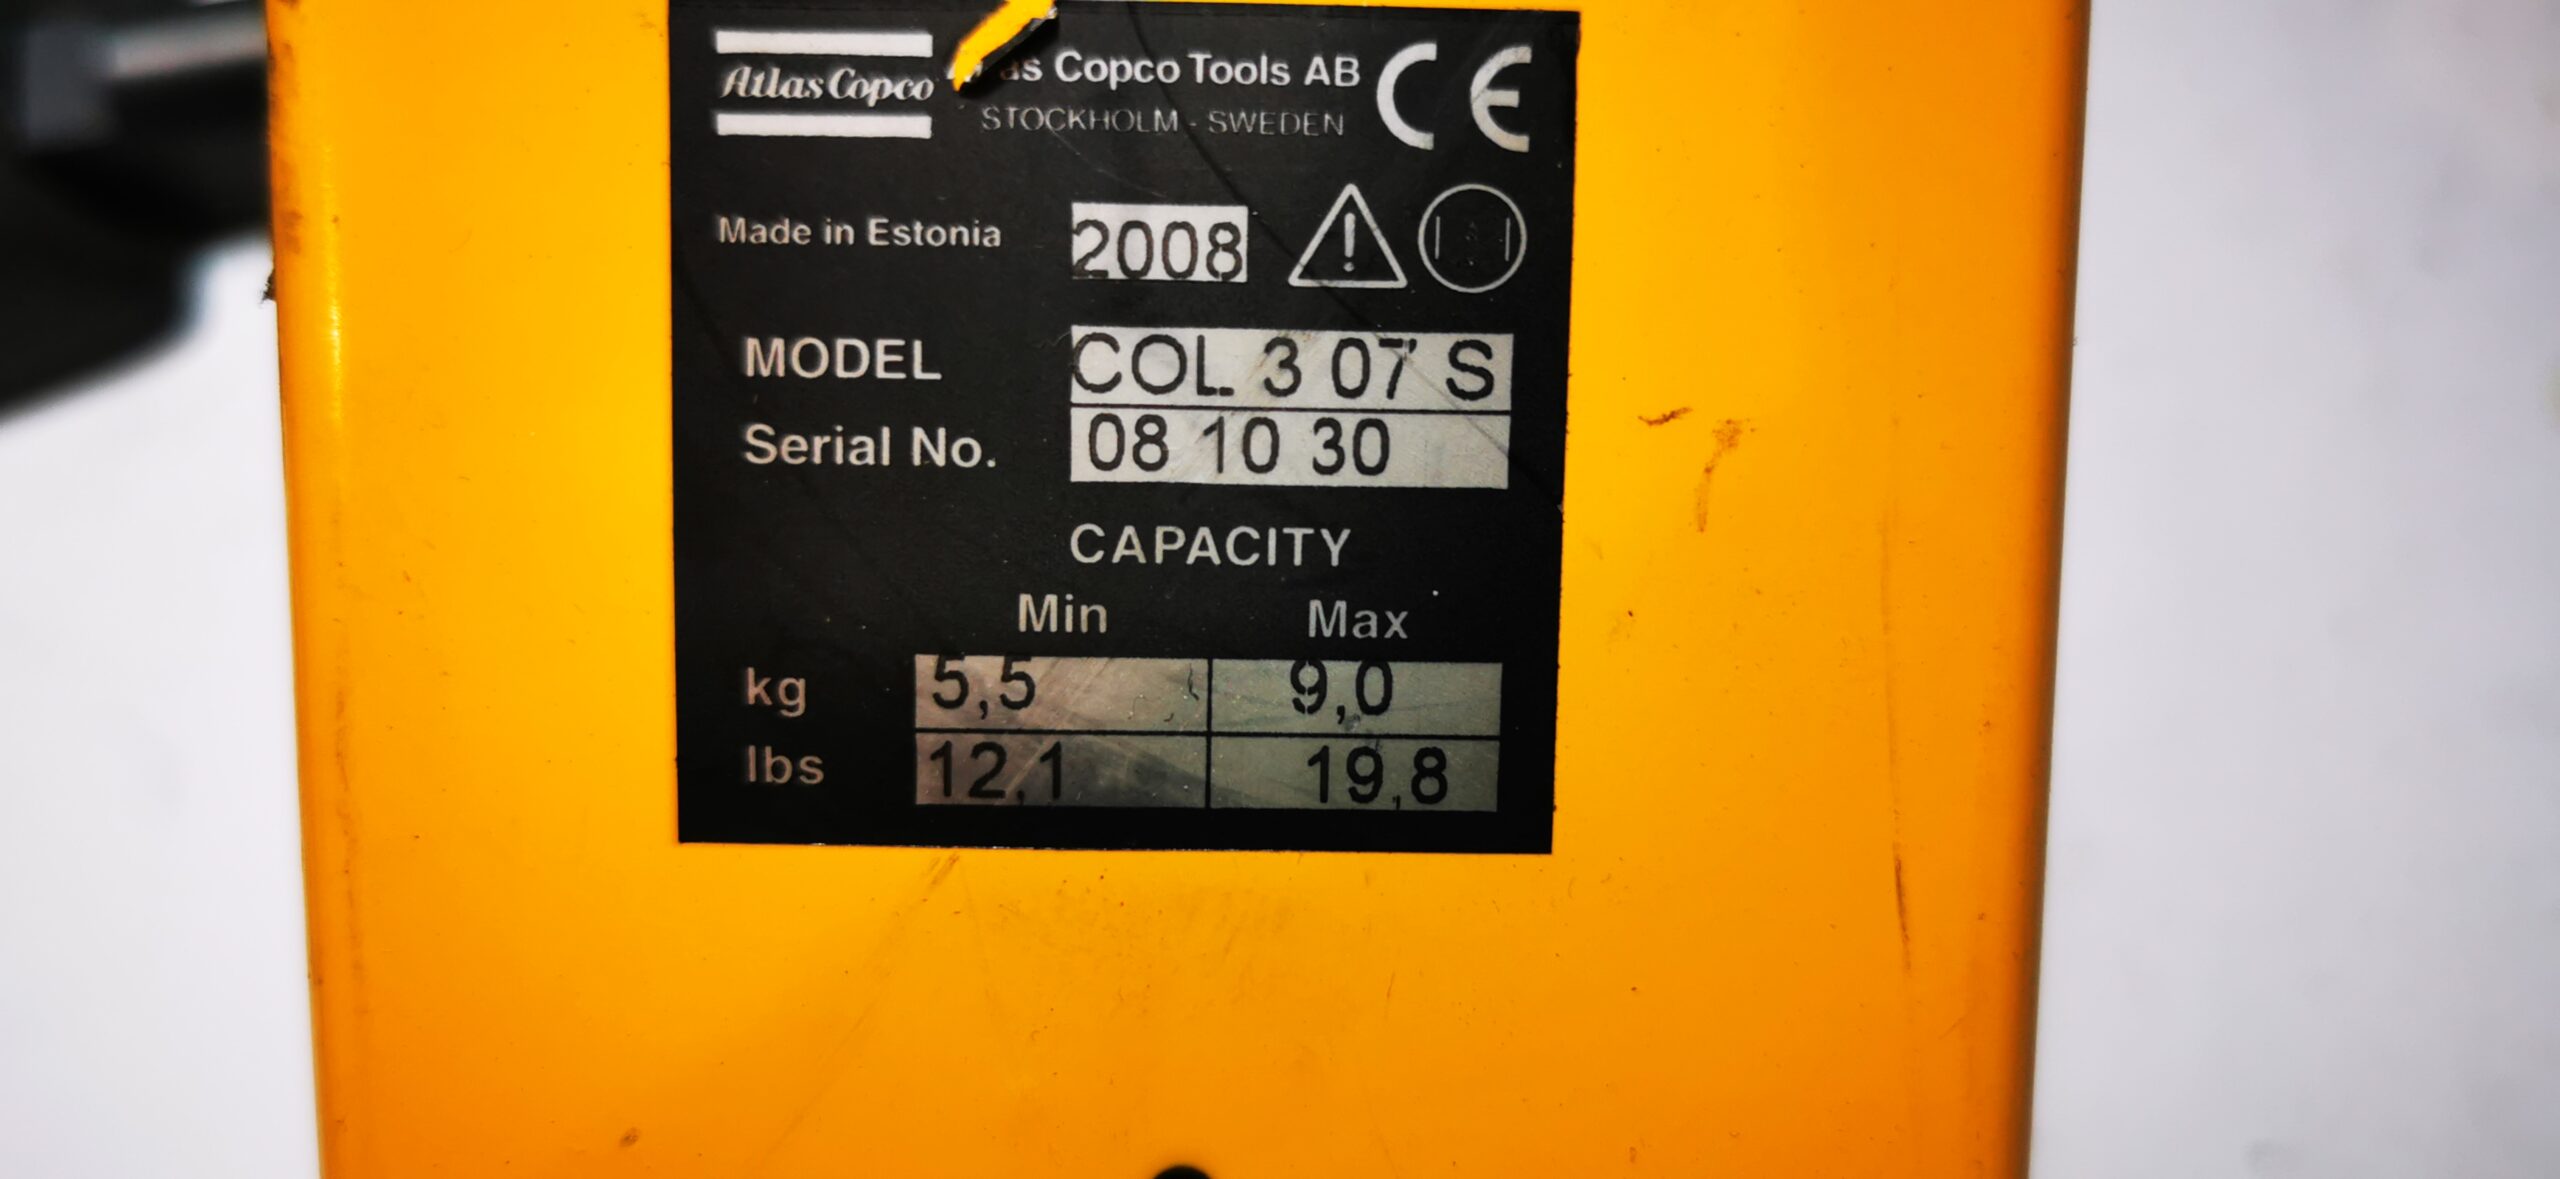 Atlas Copco
as Copco Tools AB
CE
STOCKHOLM - SWEDEN
Made in Estonia 2008
MODEL COL 3 07 S
Serial No. 08 10 30
CAPACITY
Min Max
kg 5,5 9,0
lbs 12,1 19,8